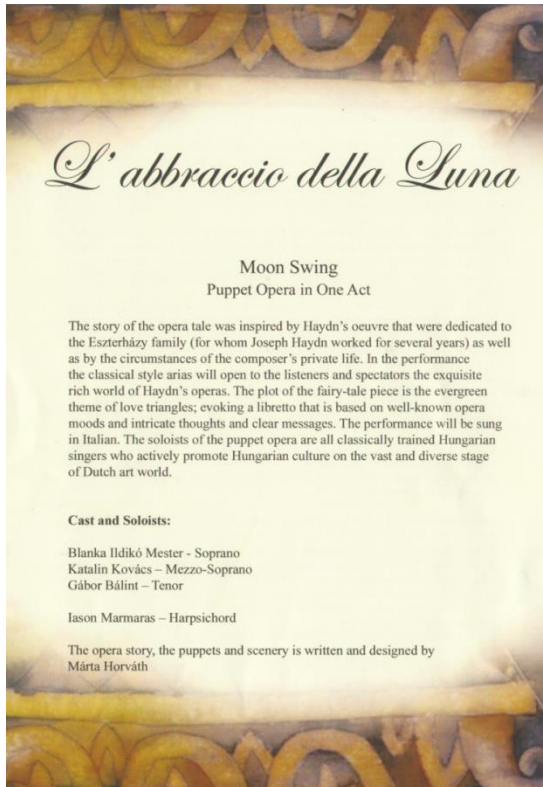 L'abbraccio della Luna
Moon Swing
Puppet Opera in One Act
The story of the opera tale was inspired by Haydn's oeuvre that were dedicated to
the Eszterházy family (for whom Joseph Haydn worked for several years) as well
as by the circumstances of the composer's private life. In the performance
the classical style arias will open to the listeners and spectators the exquisite
rich world of Haydn's operas. The plot of the fairy-tale piece is the evergreen
theme of love triangles; evoking a libretto that is based on well-known opera
moods and intricate thoughts and clear messages. The performance will be sung
in Italian. The soloists of the puppet opera are all classically trained Hungarian
singers who actively promote Hungarian culture on the vast and diverse stage
of Dutch art world.
Cast and Soloists:
Blanka Ildikó Mester - Soprano
Katalin Kovács – Mezzo-Soprano
Gábor Bálint – Tenor
Iason Marmaras – Harpsichord
The opera story, the puppets and scenery is written and designed by
Márta Horváth